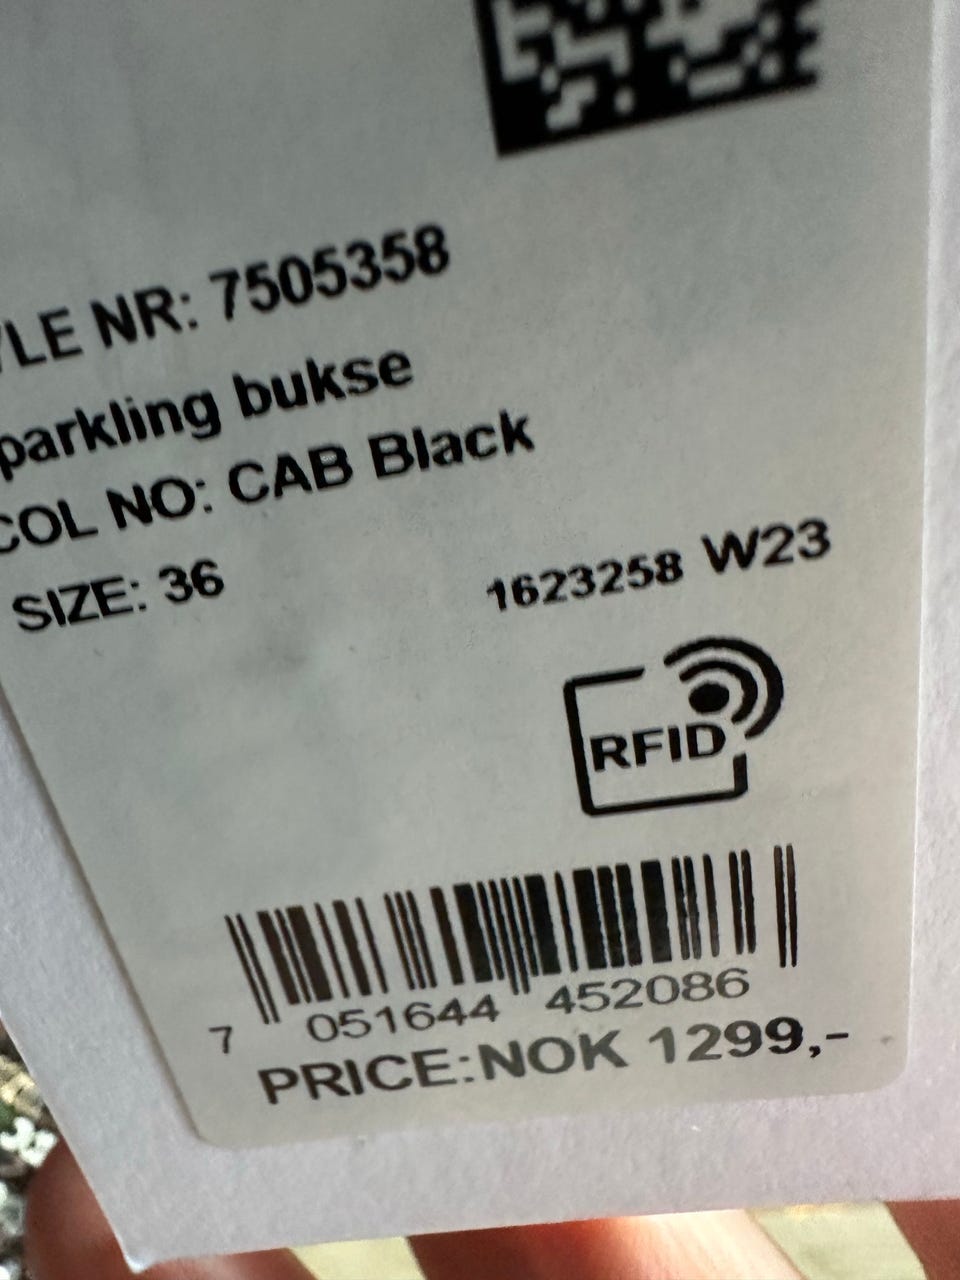 YLE NR: 7505358
parkling bukse
COL NO: CAB Black
SIZE: 36 1623258 W23
RFID
7 051644 452086
PRICE:NOK 1299,-